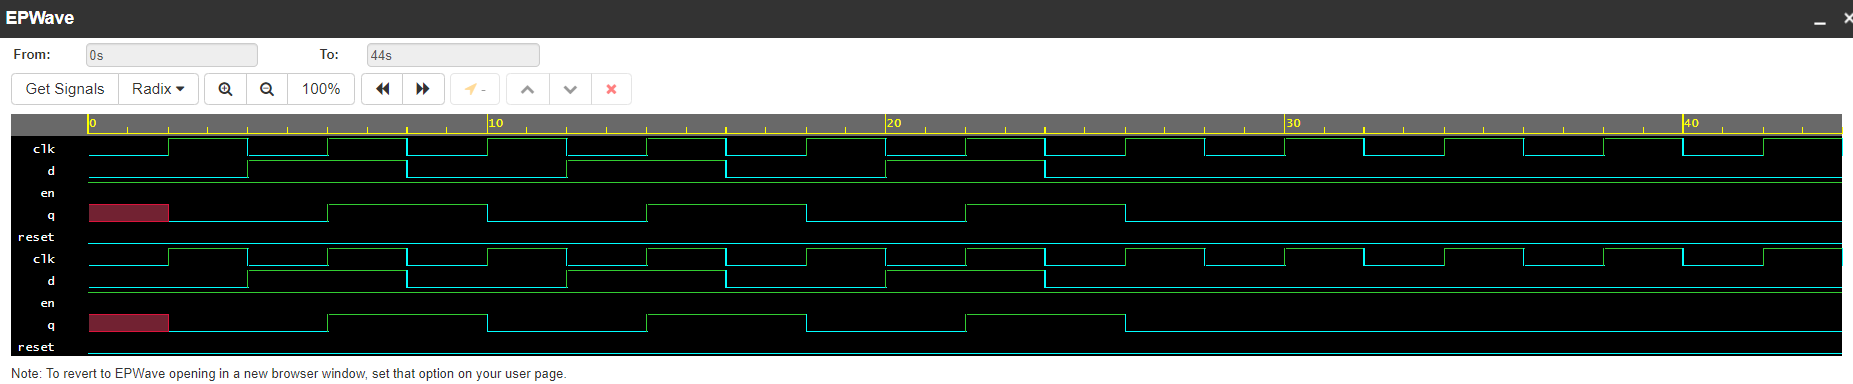 EPWave
From: 0s To: 44s
Get Signals Radix 100% -
0 10 20 30 40
clk
d
en
q
reset
clk
d
en
q
reset
Note: To revert to EPWave opening in a new browser window, set that option on your user page.